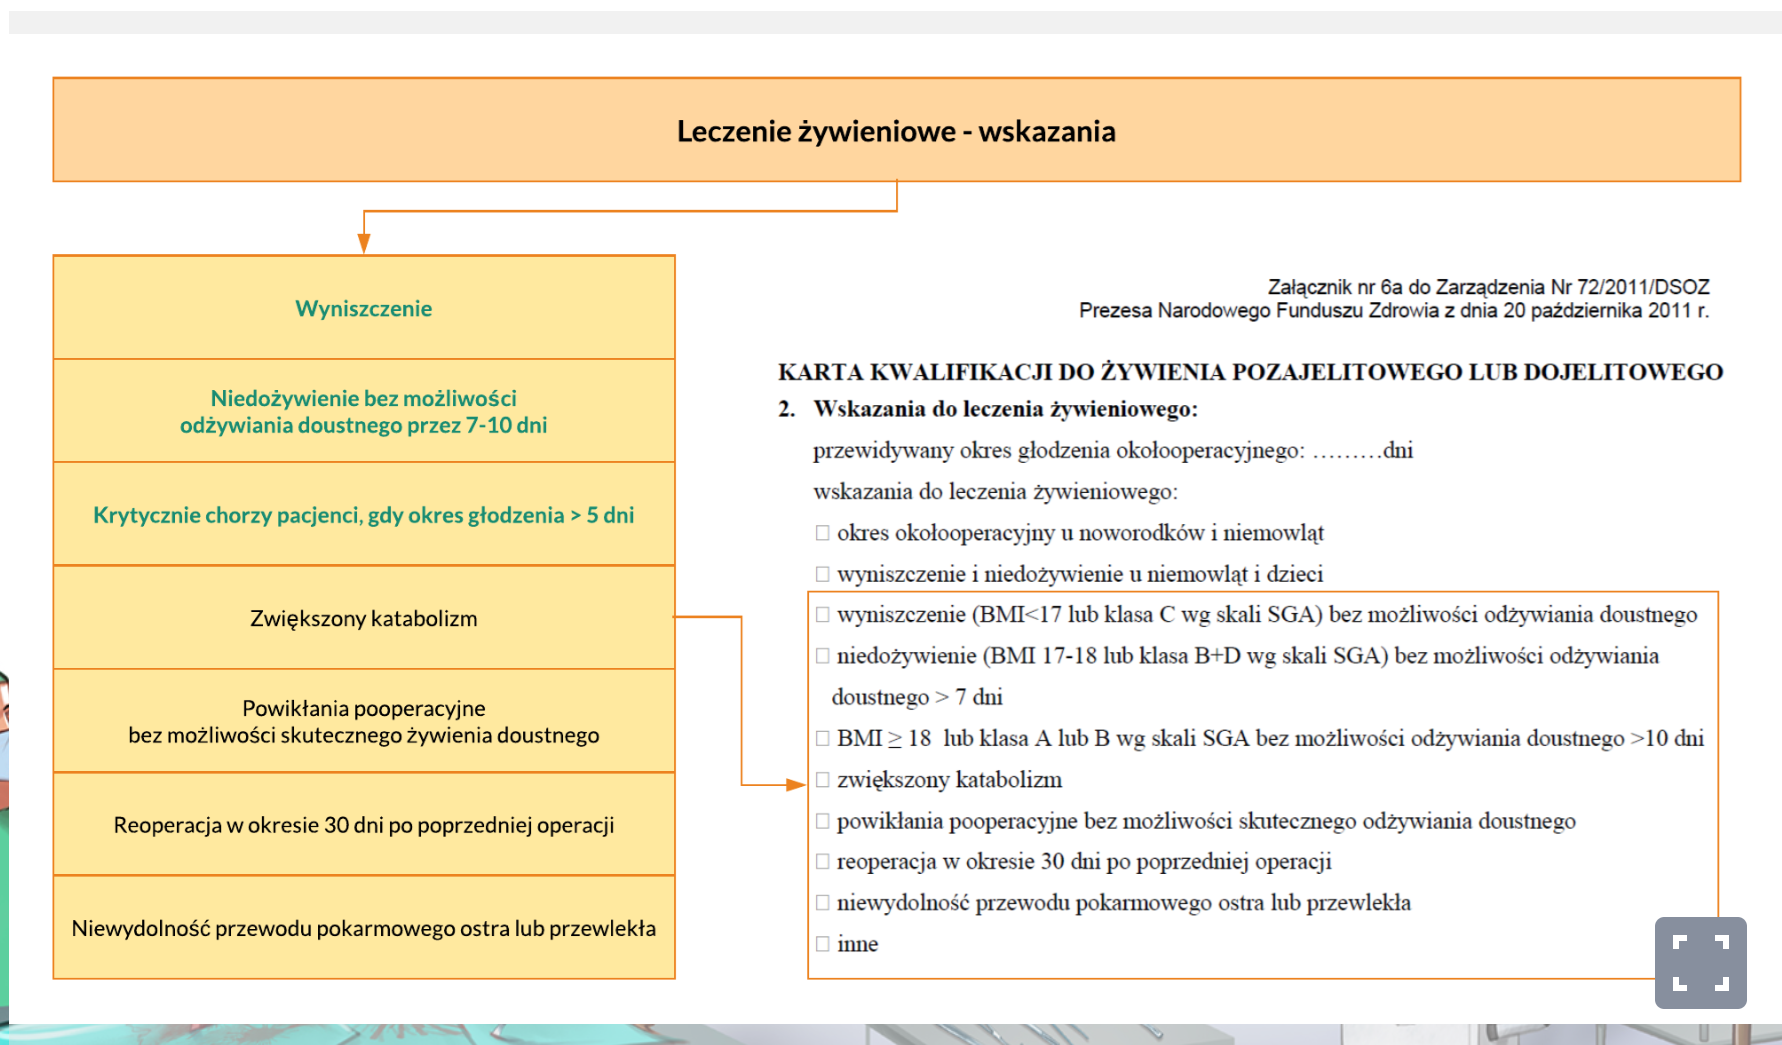 Leczenie żywieniowe - wskazania
Wyniszczenie
Niedożywienie bez możliwości
odżywiania doustnego przez 7-10 dni
Krytycznie chorzy pacjenci, gdy okres głodzenia > 5 dni
Zwiększony katabolizm
Powikłania pooperacyjne
bez możliwości skutecznego żywienia doustnego
Reoperacja w okresie 30 dni po poprzedniej operacji
Niewydolność przewodu pokarmowego ostra lub przewlekła
Załącznik nr 6a do Zarządzenia Nr 72/2011/DSOZ
Prezesa Narodowego Funduszu Zdrowia z dnia 20 października 2011 r.
KARTA KWALIFIKACJI DO ŻYWIENIA POZAJELITOWEGO LUB DOJELITOWEGO
2. Wskazania do leczenia żywieniowego:
przewidywany okres głodzenia okołooperacyjnego: .........dni
wskazania do leczenia żywieniowego:
□ okres okołooperacyjny u noworodków i niemowląt
□ wyniszczenie i niedożywienie u niemowląt i dzieci
□ wyniszczenie (BMI<17 lub klasa C wg skali SGA) bez możliwości odżywiania doustnego
□ niedożywienie (BMI 17-18 lub klasa B+D wg skali SGA) bez możliwości odżywiania
doustnego > 7 dni
□ BMI ≥ 18 lub klasa A lub B wg skali SGA bez możliwości odżywiania doustnego >10 dni
□ zwiększony katabolizm
□ powikłania pooperacyjne bez możliwości skutecznego odżywiania doustnego
□ reoperacja w okresie 30 dni po poprzedniej operacji
□ niewydolność przewodu pokarmowego ostra lub przewlekła
□ inne